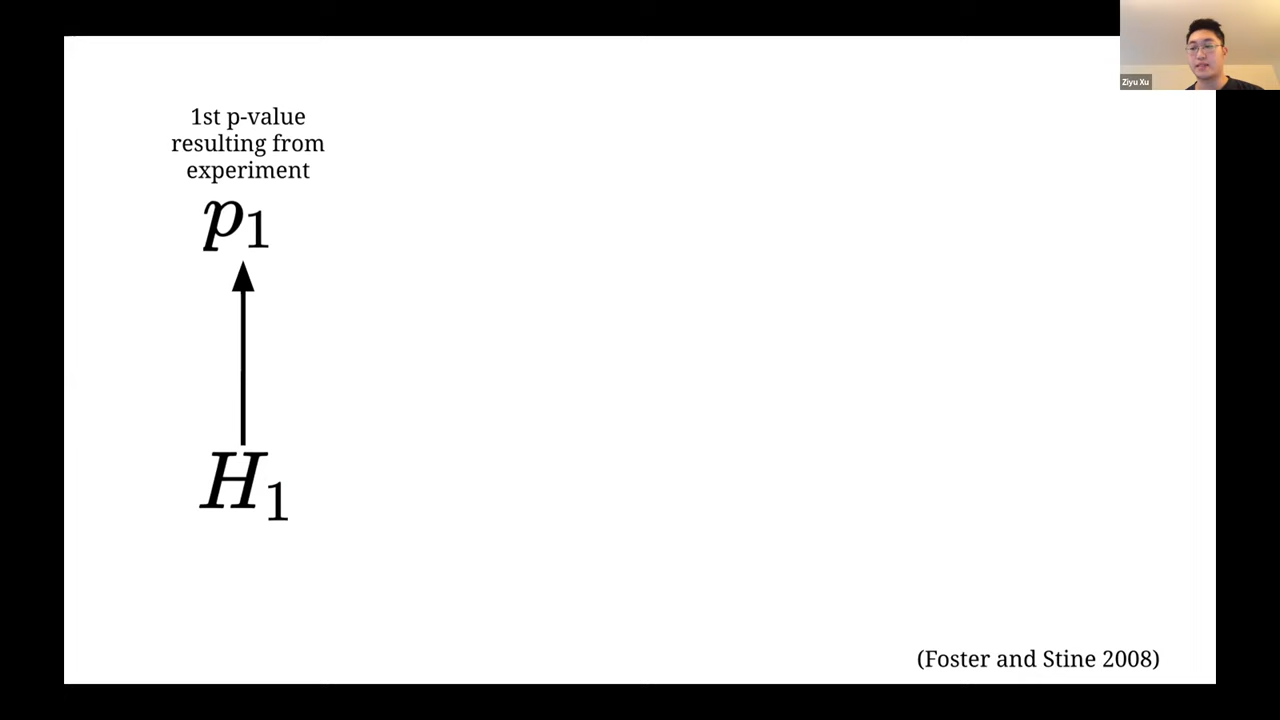 Ziyu Xu
1st p-value
resulting from
experiment
p₁
H₁
(Foster and Stine 2008)